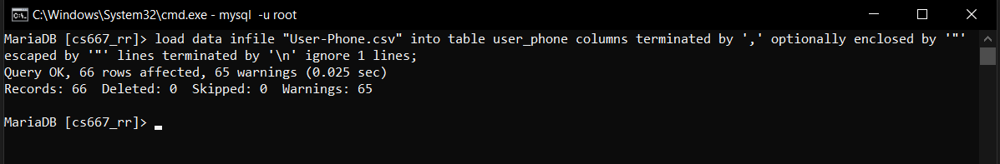 C:\Windows\System32\cmd.exe - mysql  -u root
MariaDB [cs667_rr]> load data infile "User-Phone.csv" into table user_phone columns terminated by ',' optionally enclosed by '"'
escaped by '"' lines terminated by '\n' ignore 1 lines;
Query OK, 66 rows affected, 65 warnings (0.025 sec)
Records: 66  Deleted: 0  Skipped: 0  Warnings: 65
MariaDB [cs667_rr]>